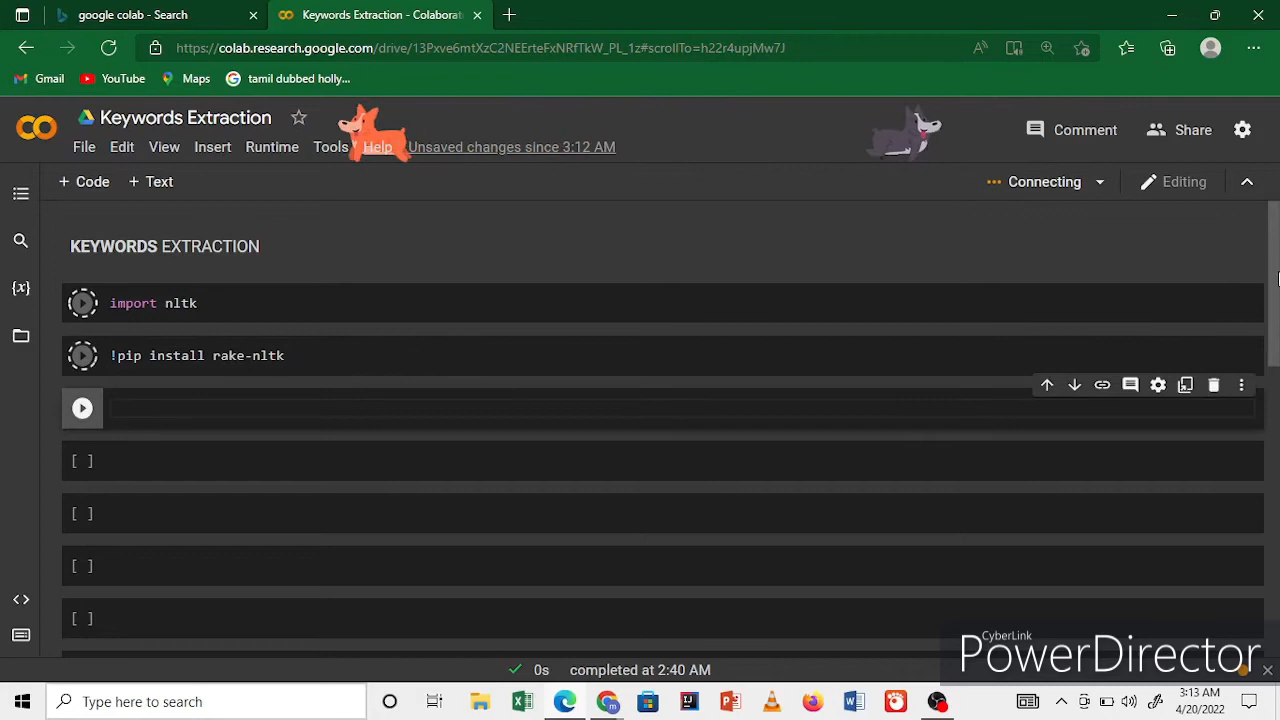 google colab - Search
Keywords Extraction - Colaborat
https://colab.research.google.com/drive/13Pxve6mtXzC2NEErteFxNRfTkW_PL_1z#scrollTo=h22r4upjMw7J
Gmail YouTube Maps tamil dubbed holly...
Keywords Extraction
File Edit View Insert Runtime Tools Help Unsaved changes since 3:12 AM
Comment Share
+ Code + Text
Connecting Editing
KEYWORDS EXTRACTION
import nltk
!pip install rake-nltk
[ ]
[ ]
[ ]
[ ]
0s completed at 2:40 AM
CyberLink
PowerDirector
Type here to search
3:13 AM
4/20/2022